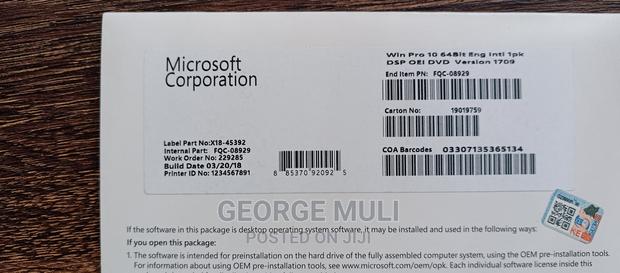 Microsoft
Corporation
Win Pro 10 64Bit Eng Intl 1pk
DSP OEI DVD Version 1709
End Item PN: FQC-08929
Carton No: 19019759
Label Part No:X18-45392
Internal Part: FQC-08929
Work Order No: 229285
Build Date 03/20/18
Printer ID No: 1234567891
8 85370 92092 5
COA Barcodes 03307135365134
GEORGE MULI
POSTED ON JIJI
If the software in this package is desktop operating system software, it may be installed and used in the following ways:
If you open this package:
1. The software is intended for preinstallation on the hard drive of the fully assembled computer system, using the OEM pre-installation tools.
For information about using OEM pre-installation tools, see www.microsoft.com/oem/opk. Each individual software license inside this